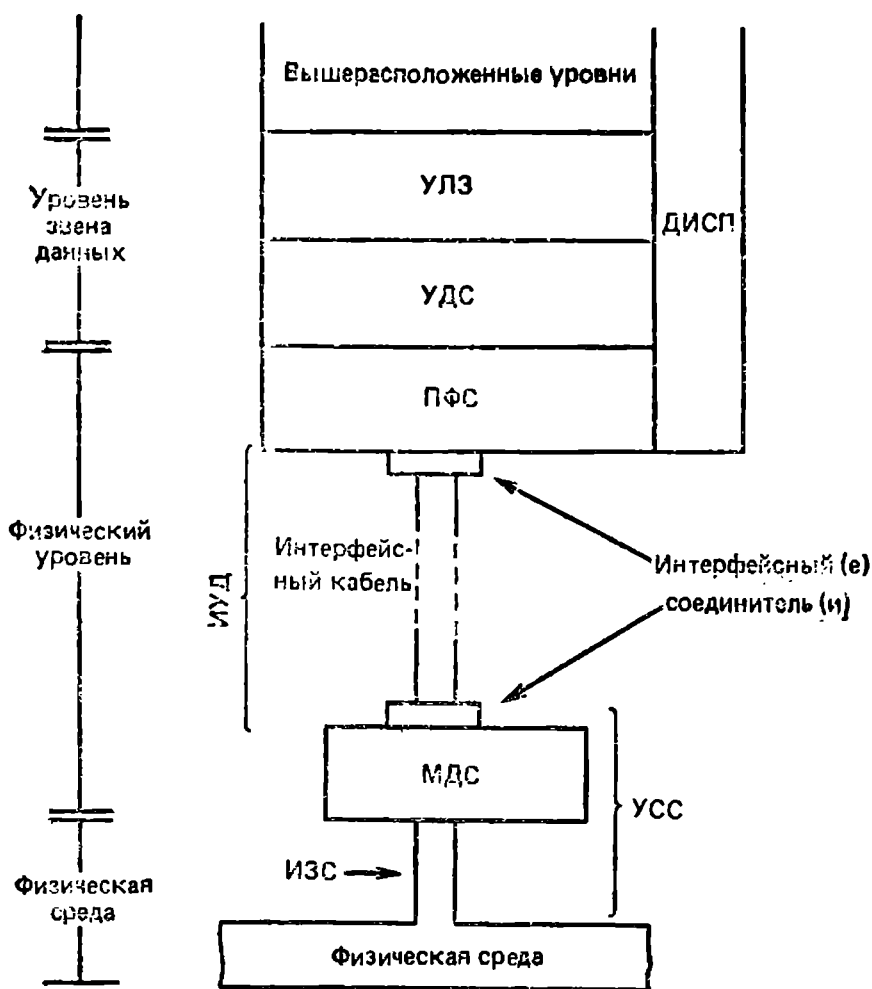 Вышерасположенные уровни
УЛЗ
ДИСП
Уровень
звена
данных
УДС
ПФС
Физический
уровень
ИУД
Интерфейс-
ный кабель
Интерфейсный (е)
соединитель (и)
МДС
УСС
ИЗС
Физическая
среда
Физическая среда